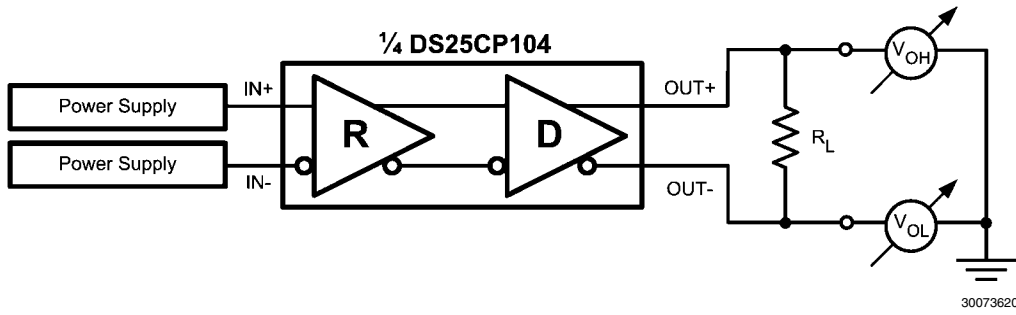 ¼ DS25CP104
Power Supply
IN+
R
D
OUT+
V_OH
Power Supply
IN-
OUT-
R_L
V_OL
30073620